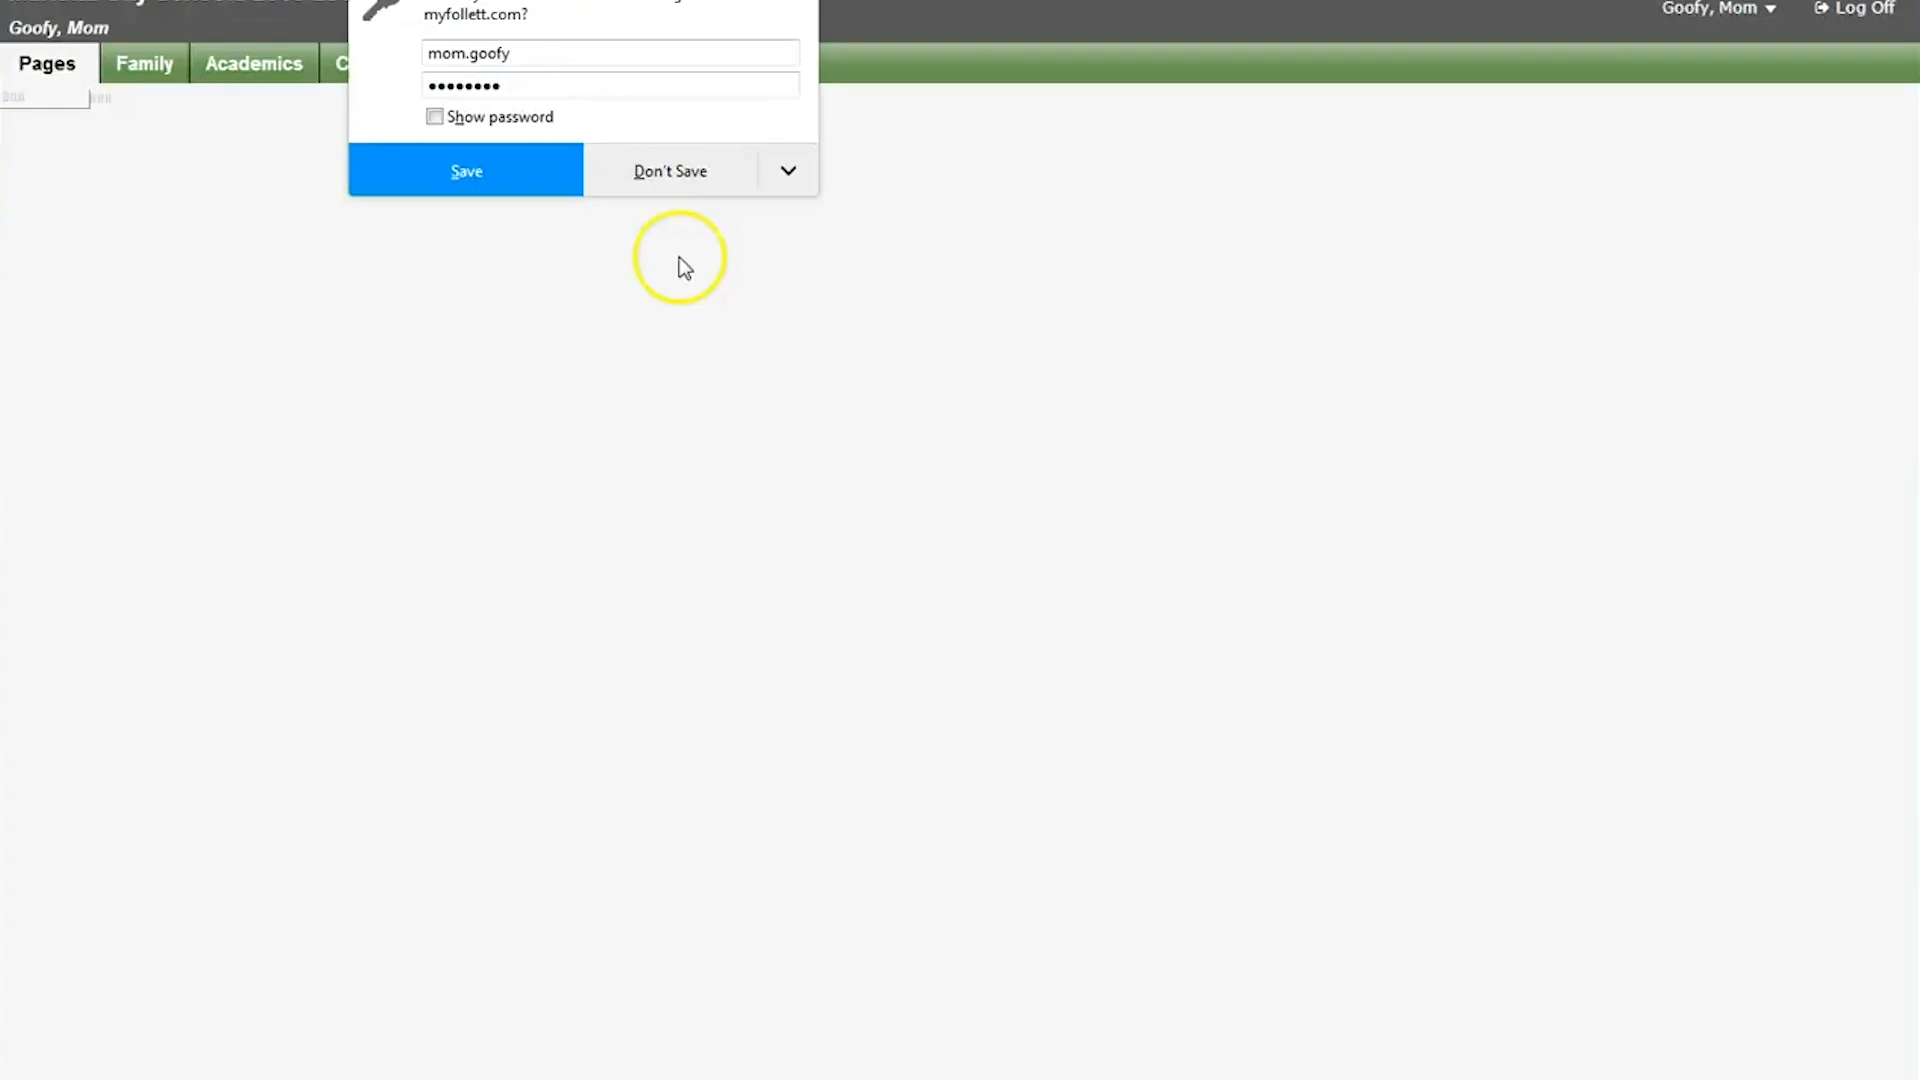 Goofy, Mom
Goofy, Mom
Log Off
Pages
Family
Academics
C
myfollett.com?
mom.goofy
Show password
Save
Don't Save